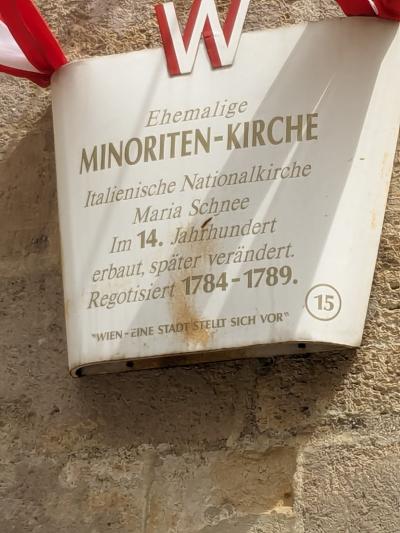 W
Ehemalige
MINORITEN-KIRCHE
Italienische Nationalkirche
Maria Schnee
Im 14. Jahrhundert
erbaut, später verändert.
Regotisiert 1784-1789.
"WIEN-EINE STADT STELLT SICH VOR"
15